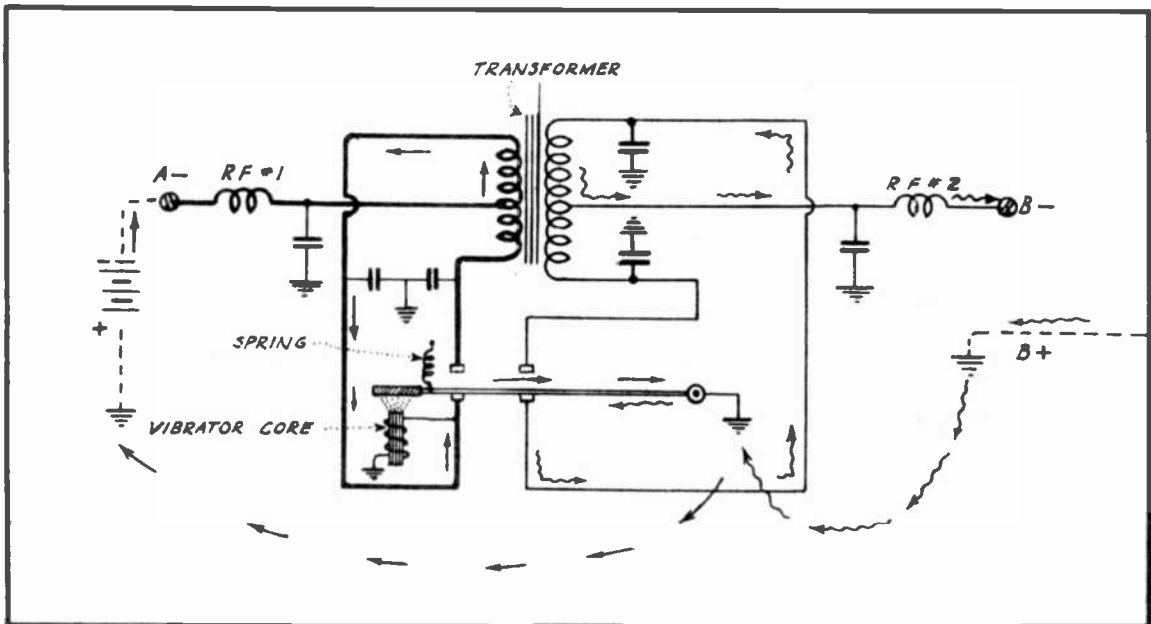 TRANSFORMER
A-
RF #1
RF #2
B-
+
SPRING
B+
VIBRATOR CORE